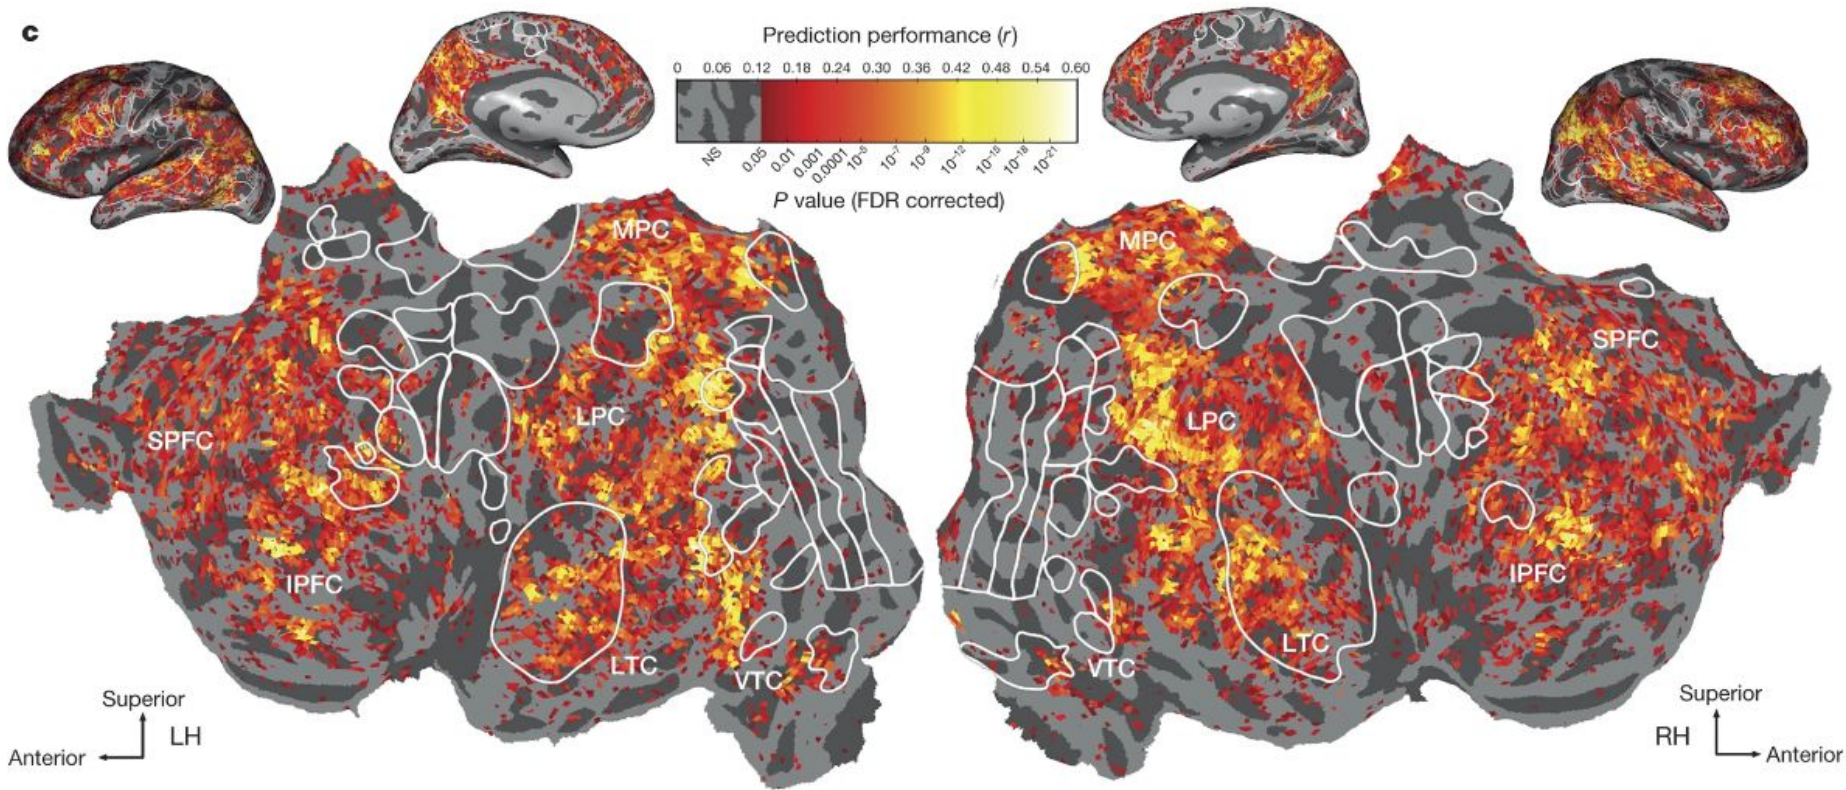 c
Prediction performance (r)
0 0.06 0.12 0.18 0.24 0.30 0.36 0.42 0.48 0.54 0.60
NS 0.05 0.01 0.001 0.0001 10⁻⁵ 10⁻⁷ 10⁻⁹ 10⁻¹² 10⁻¹⁵ 10⁻¹⁸ 10⁻²¹
P value (FDR corrected)
MPC
MPC
SPFC
LPC
LPC
SPFC
IPFC
IPFC
LTC
LTC
VTC
VTC
Superior
Anterior
LH
Superior
RH
Anterior